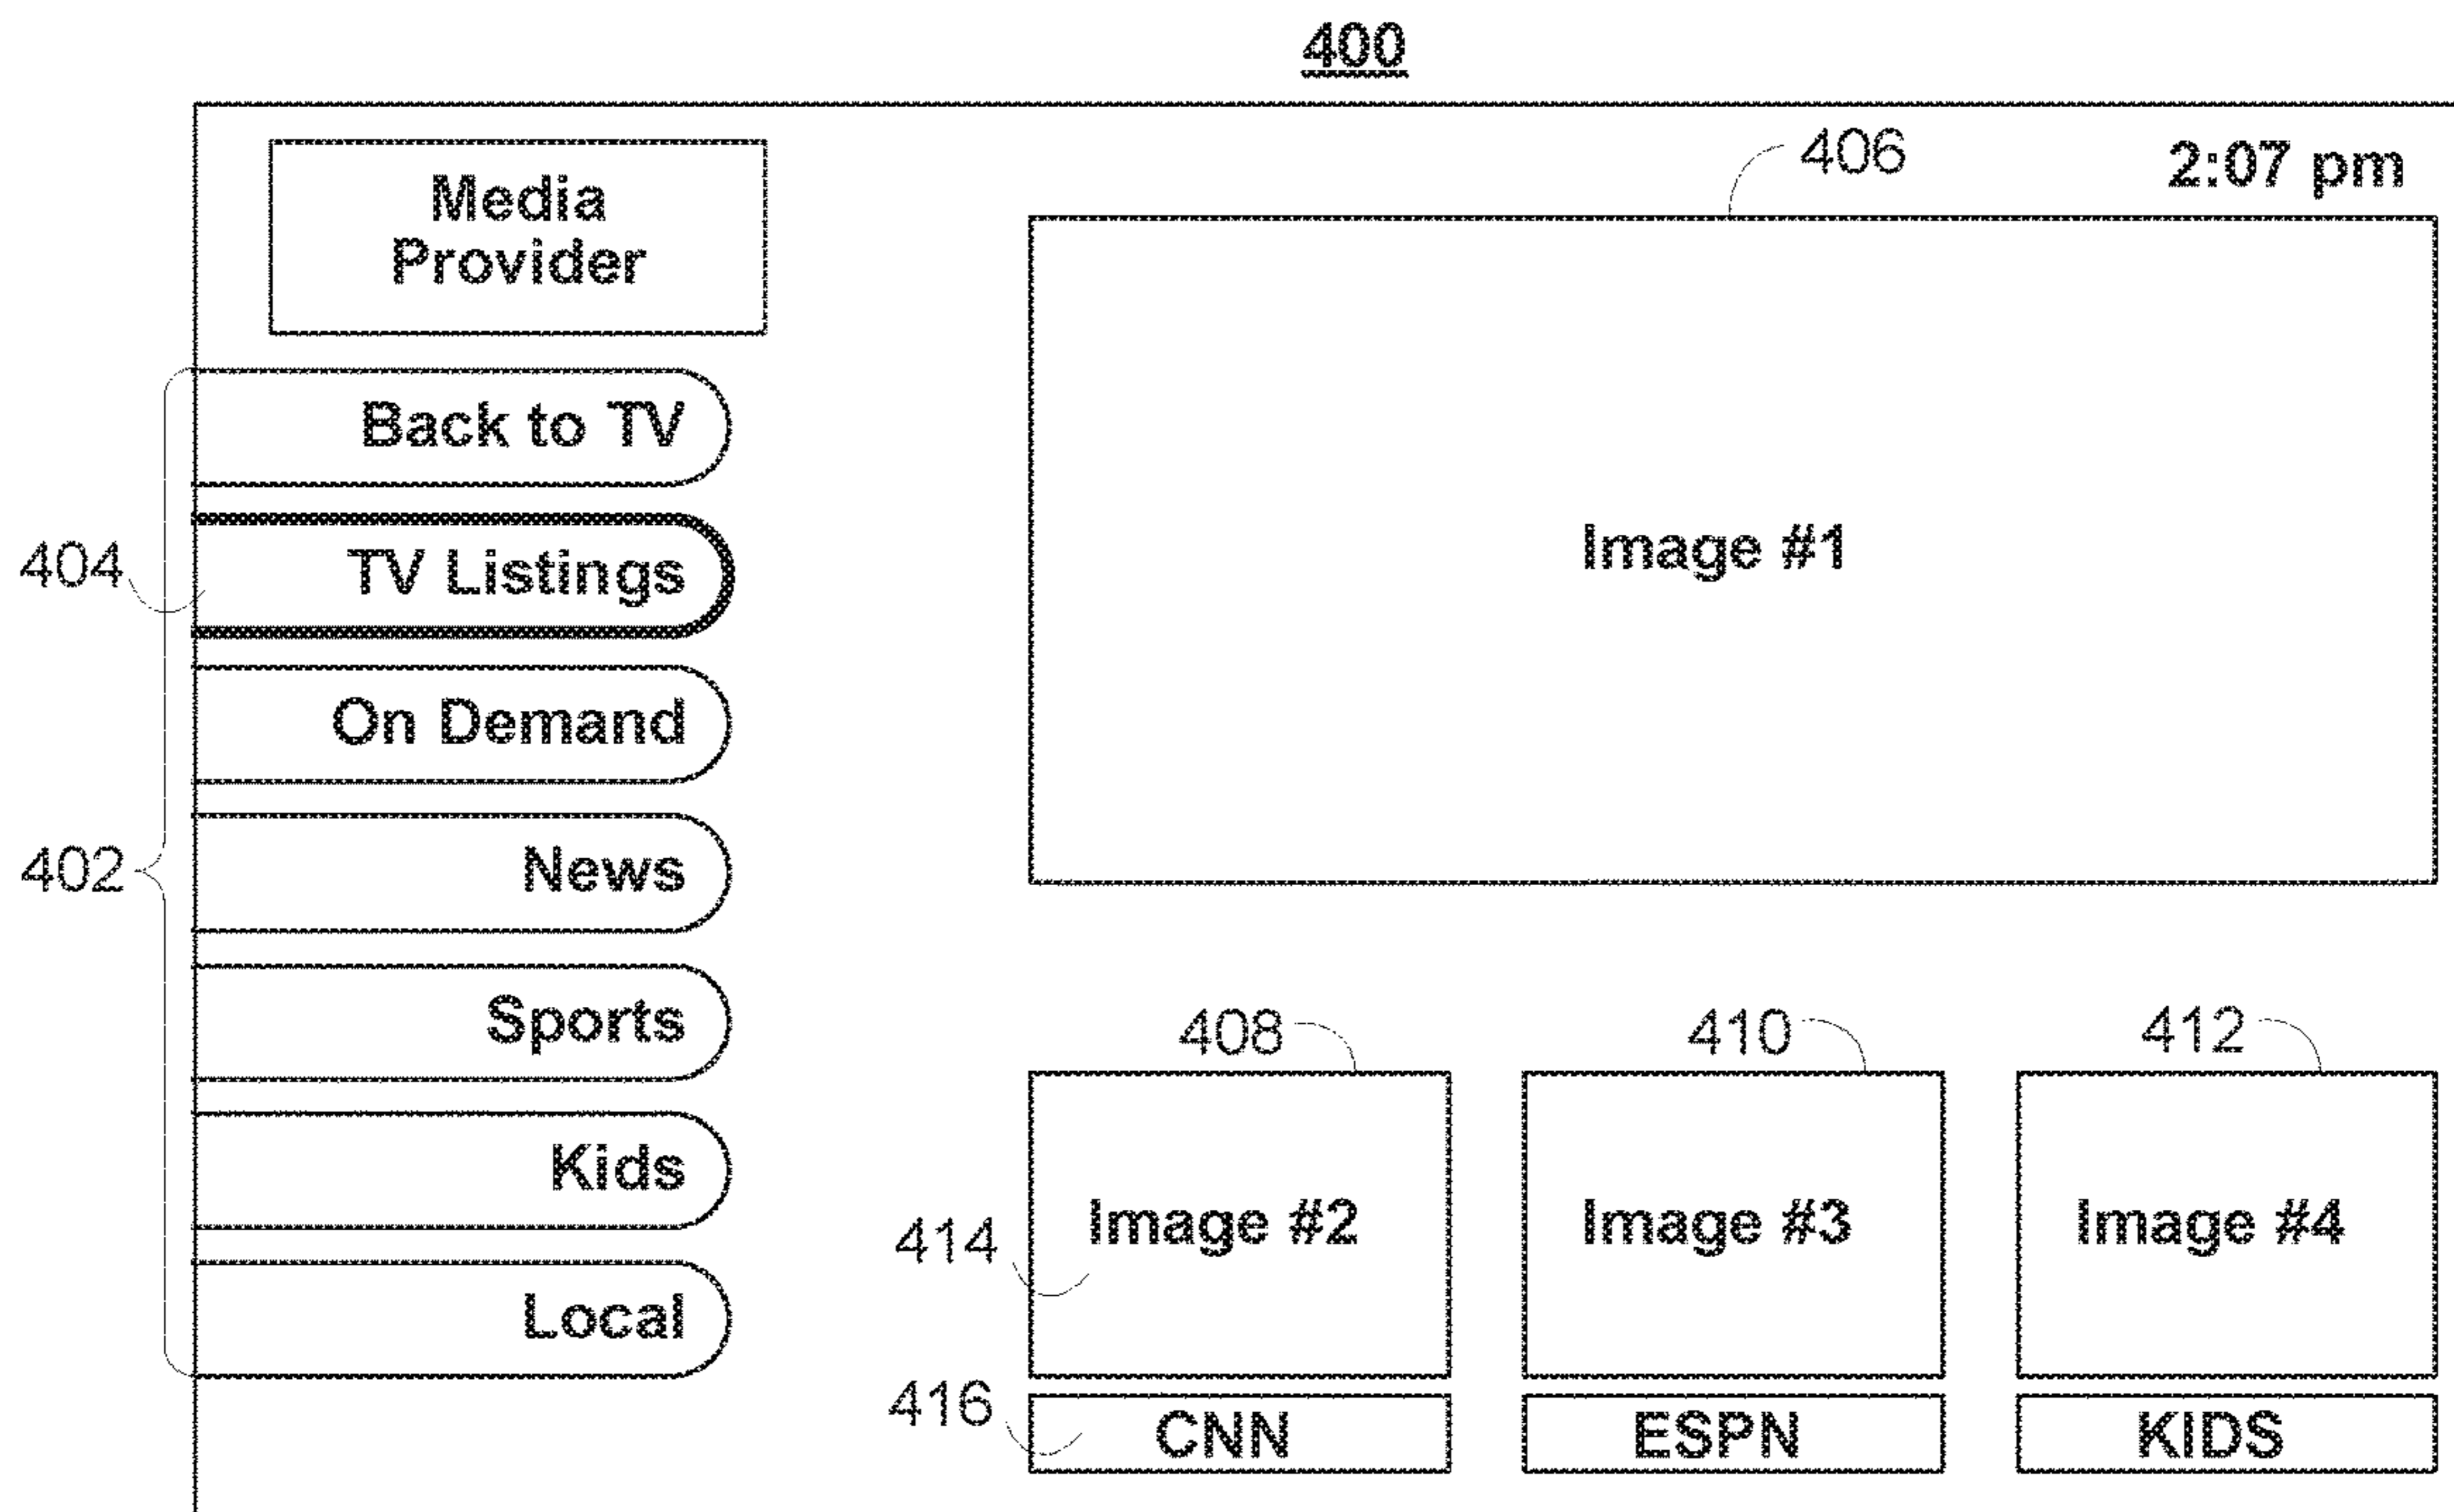 400
406
2:07 pm
Media
Provider
Back to TV
404
TV Listings
Image #1
On Demand
402
News
Sports
408
410
412
Kids
414
Image #2
Image #3
Image #4
Local
416
CNN
ESPN
KIDS